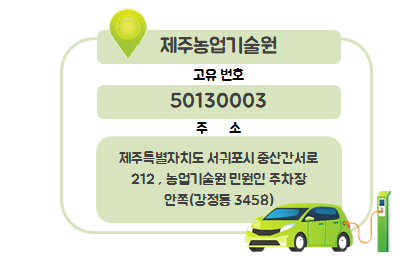 제주농업기술원
고유 번호
50130003
주 소
제주특별자치도 서귀포시 중산간서로
212 , 농업기술원 민원인 주차장
안쪽(강정동 3458)